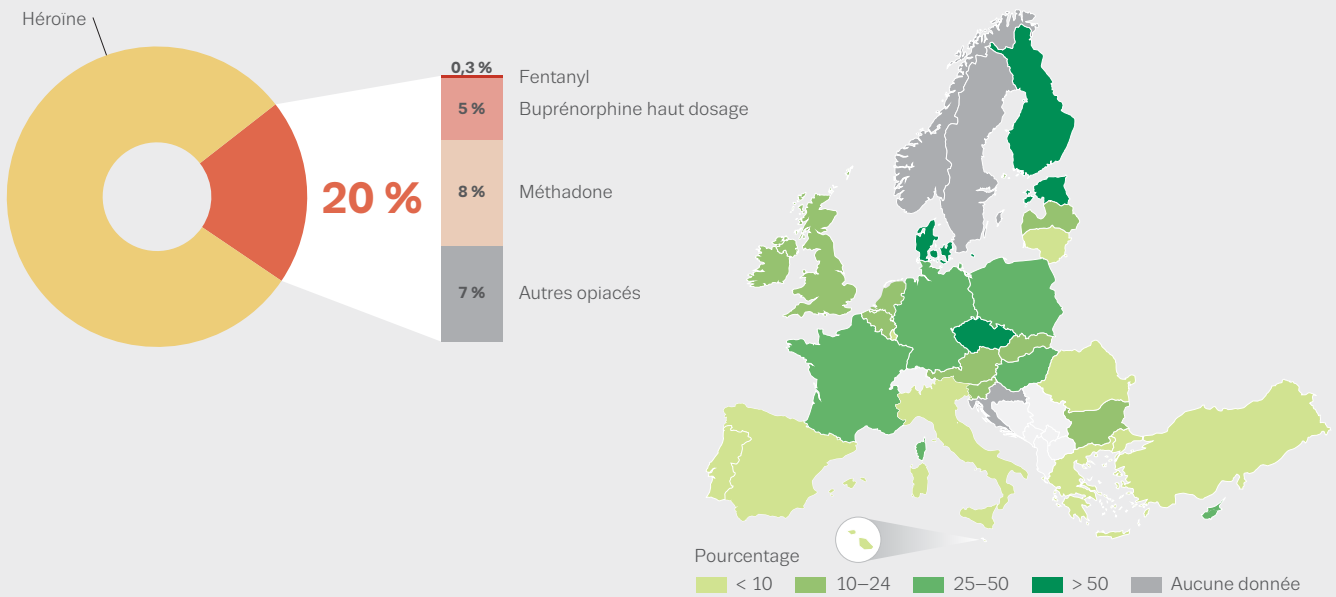 Héroïne
20 %
0,3 %
Fentanyl
5 %
Buprénorphine haut dosage
8 %
Méthadone
7 %
Autres opiacés
Pourcentage
< 10
10–24
25–50
> 50
Aucune donnée